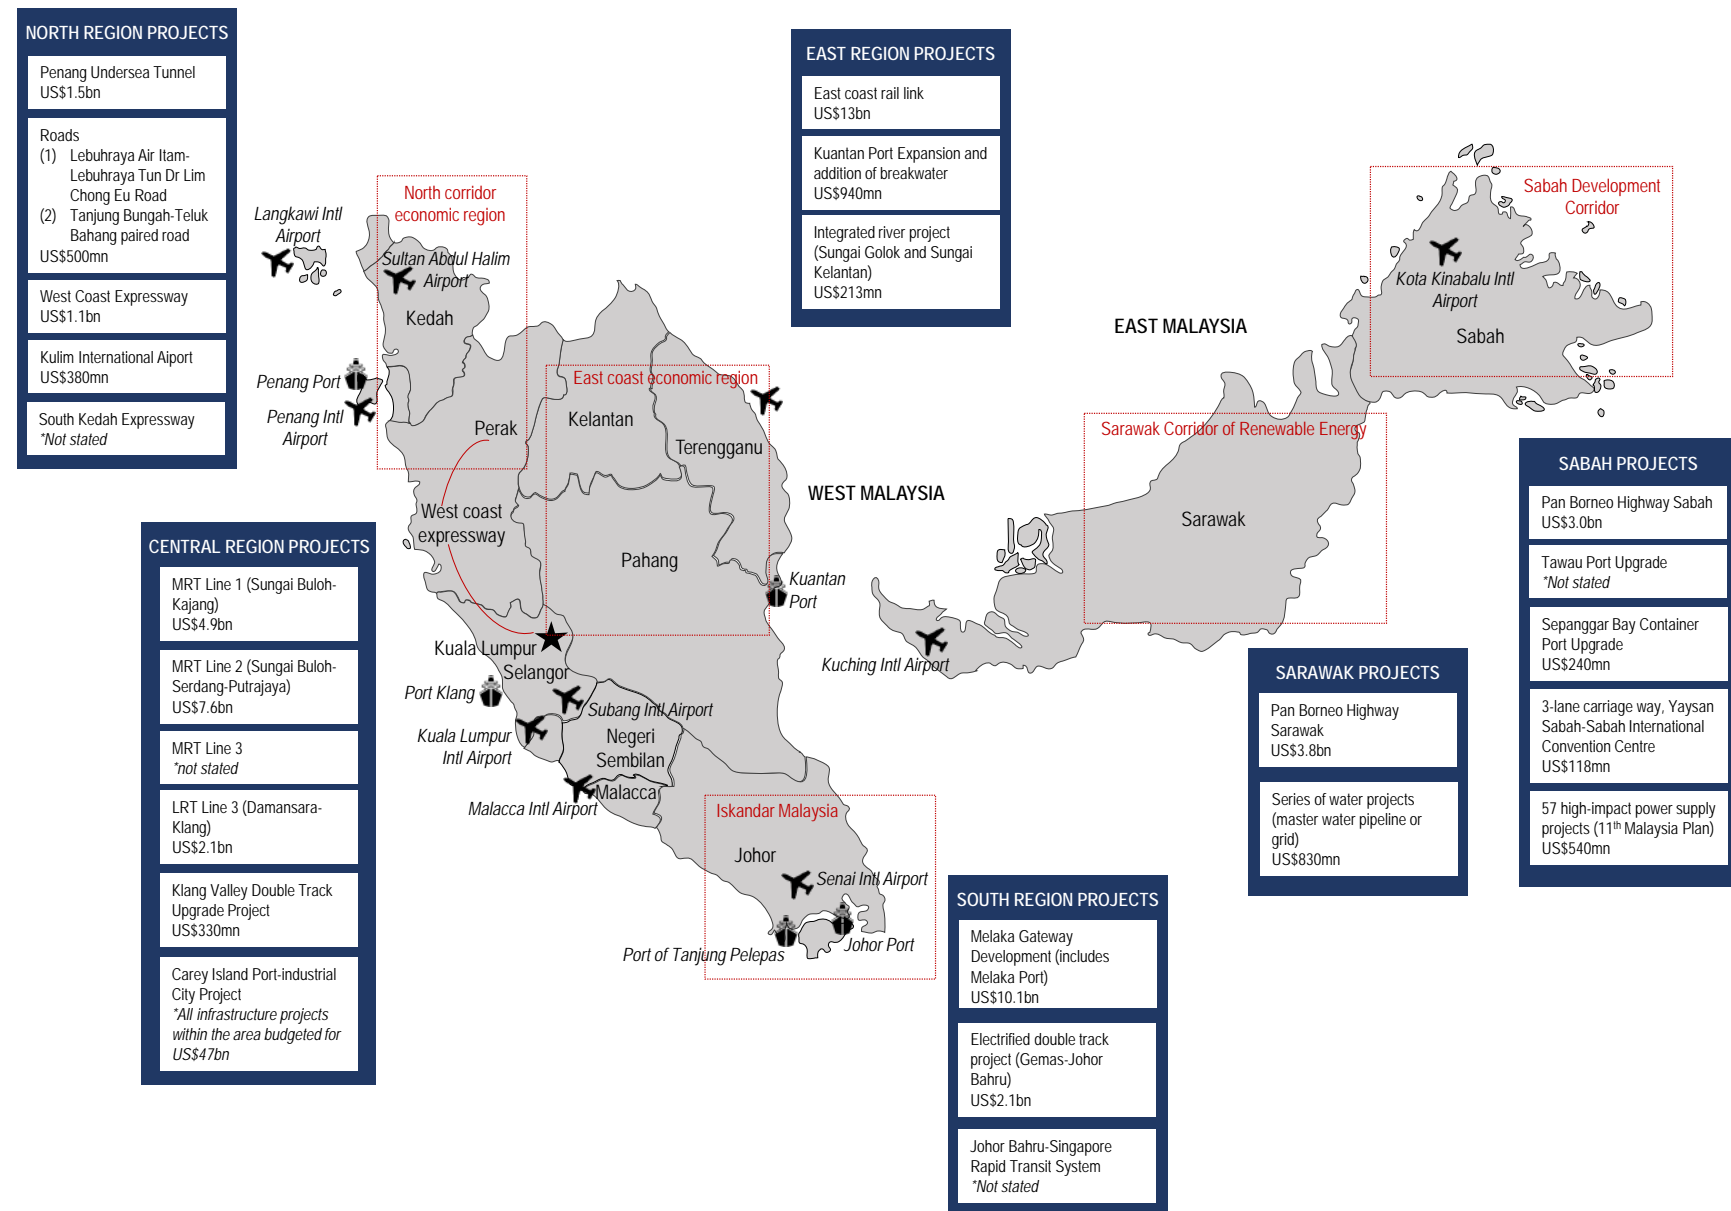 NORTH REGION PROJECTS
Penang Undersea Tunnel
US$1.5bn
Roads
(1) Lebuhraya Air Itam-
Lebuhraya Tun Dr Lim
Chong Eu Road
(2) Tanjung Bungah-Teluk
Bahang paired road
US$500mn
West Coast Expressway
US$1.1bn
Kulim International Aiport
US$380mn
South Kedah Expressway
*Not stated
CENTRAL REGION PROJECTS
MRT Line 1 (Sungai Buloh-
Kajang)
US$4.9bn
MRT Line 2 (Sungai Buloh-
Serdang-Putrajaya)
US$7.6bn
MRT Line 3
*not stated
LRT Line 3 (Damansara-
Klang)
US$2.1bn
Klang Valley Double Track
Upgrade Project
US$330mn
Carey Island Port-industrial
City Project
*All infrastructure projects
within the area budgeted for
US$47bn
North corridor
economic region
Langkawi Intl
Airport
Sultan Abdul Halim
Airport
Kedah
Penang Port
Penang Intl
Airport
Perak
East coast economic region
Kelantan
Terengganu
West coast
expressway
Pahang
Kuantan
Port
Kuala Lumpur
Selangor
Port Klang
Subang Intl Airport
Kuala Lumpur
Intl Airport
Negeri
Sembilan
Malacca Intl Airport
Malacca
Iskandar Malaysia
Johor
Senai Intl Airport
Johor Port
Port of Tanjung Pelepas
WEST MALAYSIA
EAST REGION PROJECTS
East coast rail link
US$13bn
Kuantan Port Expansion and
addition of breakwater
US$940mn
Integrated river project
(Sungai Golok and Sungai
Kelantan)
US$213mn
EAST MALAYSIA
Sabah Development
Corridor
Kota Kinabalu Intl
Airport
Sabah
Sarawak Corridor of Renewable Energy
Sarawak
Kuching Intl Airport
SOUTH REGION PROJECTS
Melaka Gateway
Development (includes
Melaka Port)
US$10.1bn
Electrified double track
project (Gemas-Johor
Bahru)
US$2.1bn
Johor Bahru-Singapore
Rapid Transit System
*Not stated
SARAWAK PROJECTS
Pan Borneo Highway
Sarawak
US$3.8bn
Series of water projects
(master water pipeline or
grid)
US$830mn
SABAH PROJECTS
Pan Borneo Highway Sabah
US$3.0bn
Tawau Port Upgrade
*Not stated
Sepanggar Bay Container
Port Upgrade
US$240mn
3-lane carriage way, Yaysan
Sabah-Sabah International
Convention Centre
US$118mn
57 high-impact power supply
projects (11th Malaysia Plan)
US$540mn